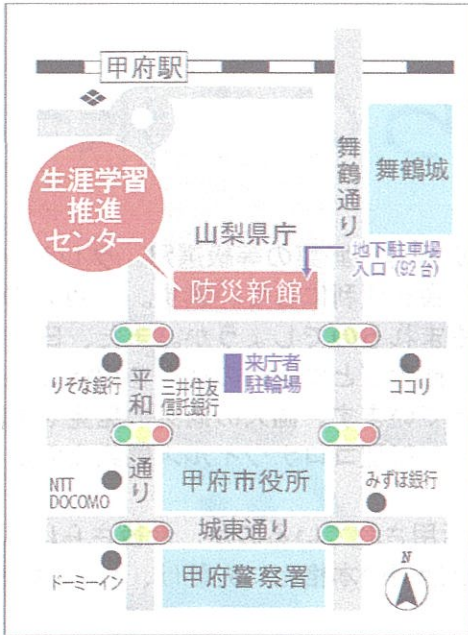 甲府駅
生涯学習
推進
センター
舞
鶴
通
り
舞鶴城
山梨県庁
地下駐車場
入口（92台）
防災新館
りそな銀行
平
和
通
り
三井住友
信託銀行
来庁者
駐輪場
ココリ
NTT
DOCOMO
甲府市役所
みずほ銀行
城東通り
ドーミーイン
甲府警察署
N